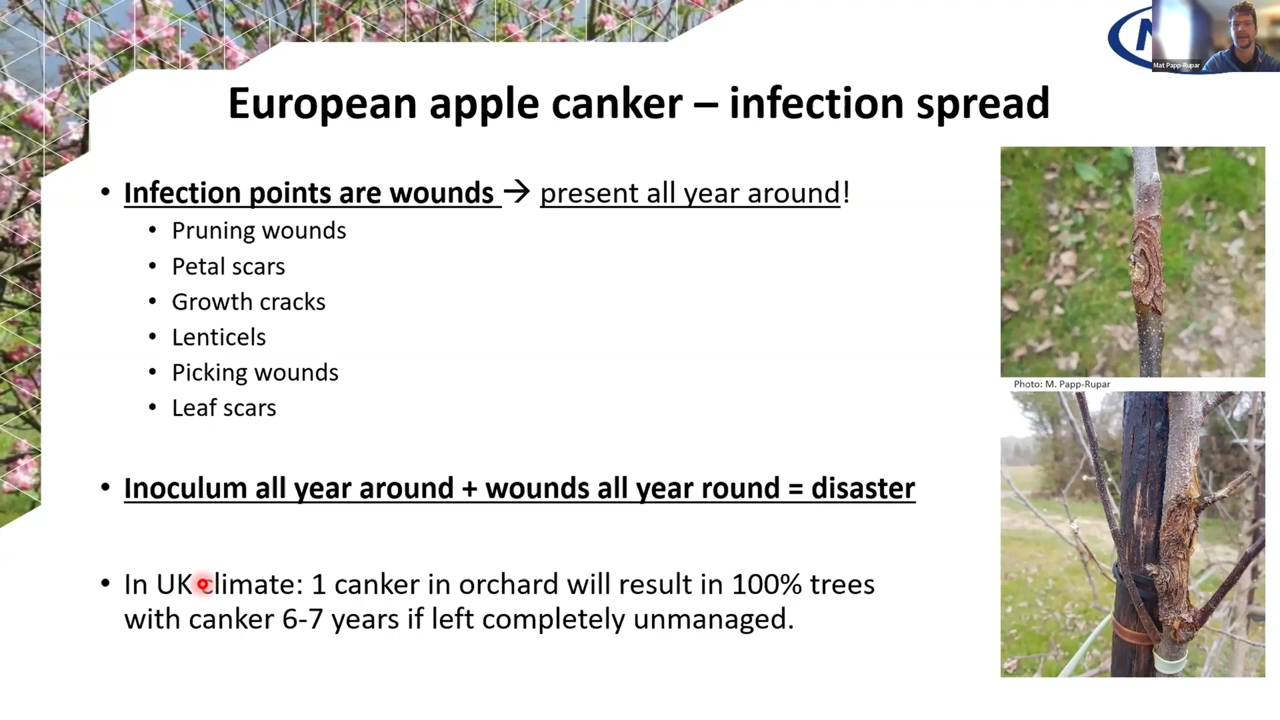 Mat Papp-Rupar
European apple canker – infection spread
• Infection points are wounds → present all year around!
• Pruning wounds
• Petal scars
• Growth cracks
• Lenticels
• Picking wounds
• Leaf scars
Photo: M. Papp-Rupar
• Inoculum all year around + wounds all year round = disaster
• In UK climate: 1 canker in orchard will result in 100% trees
with canker 6-7 years if left completely unmanaged.